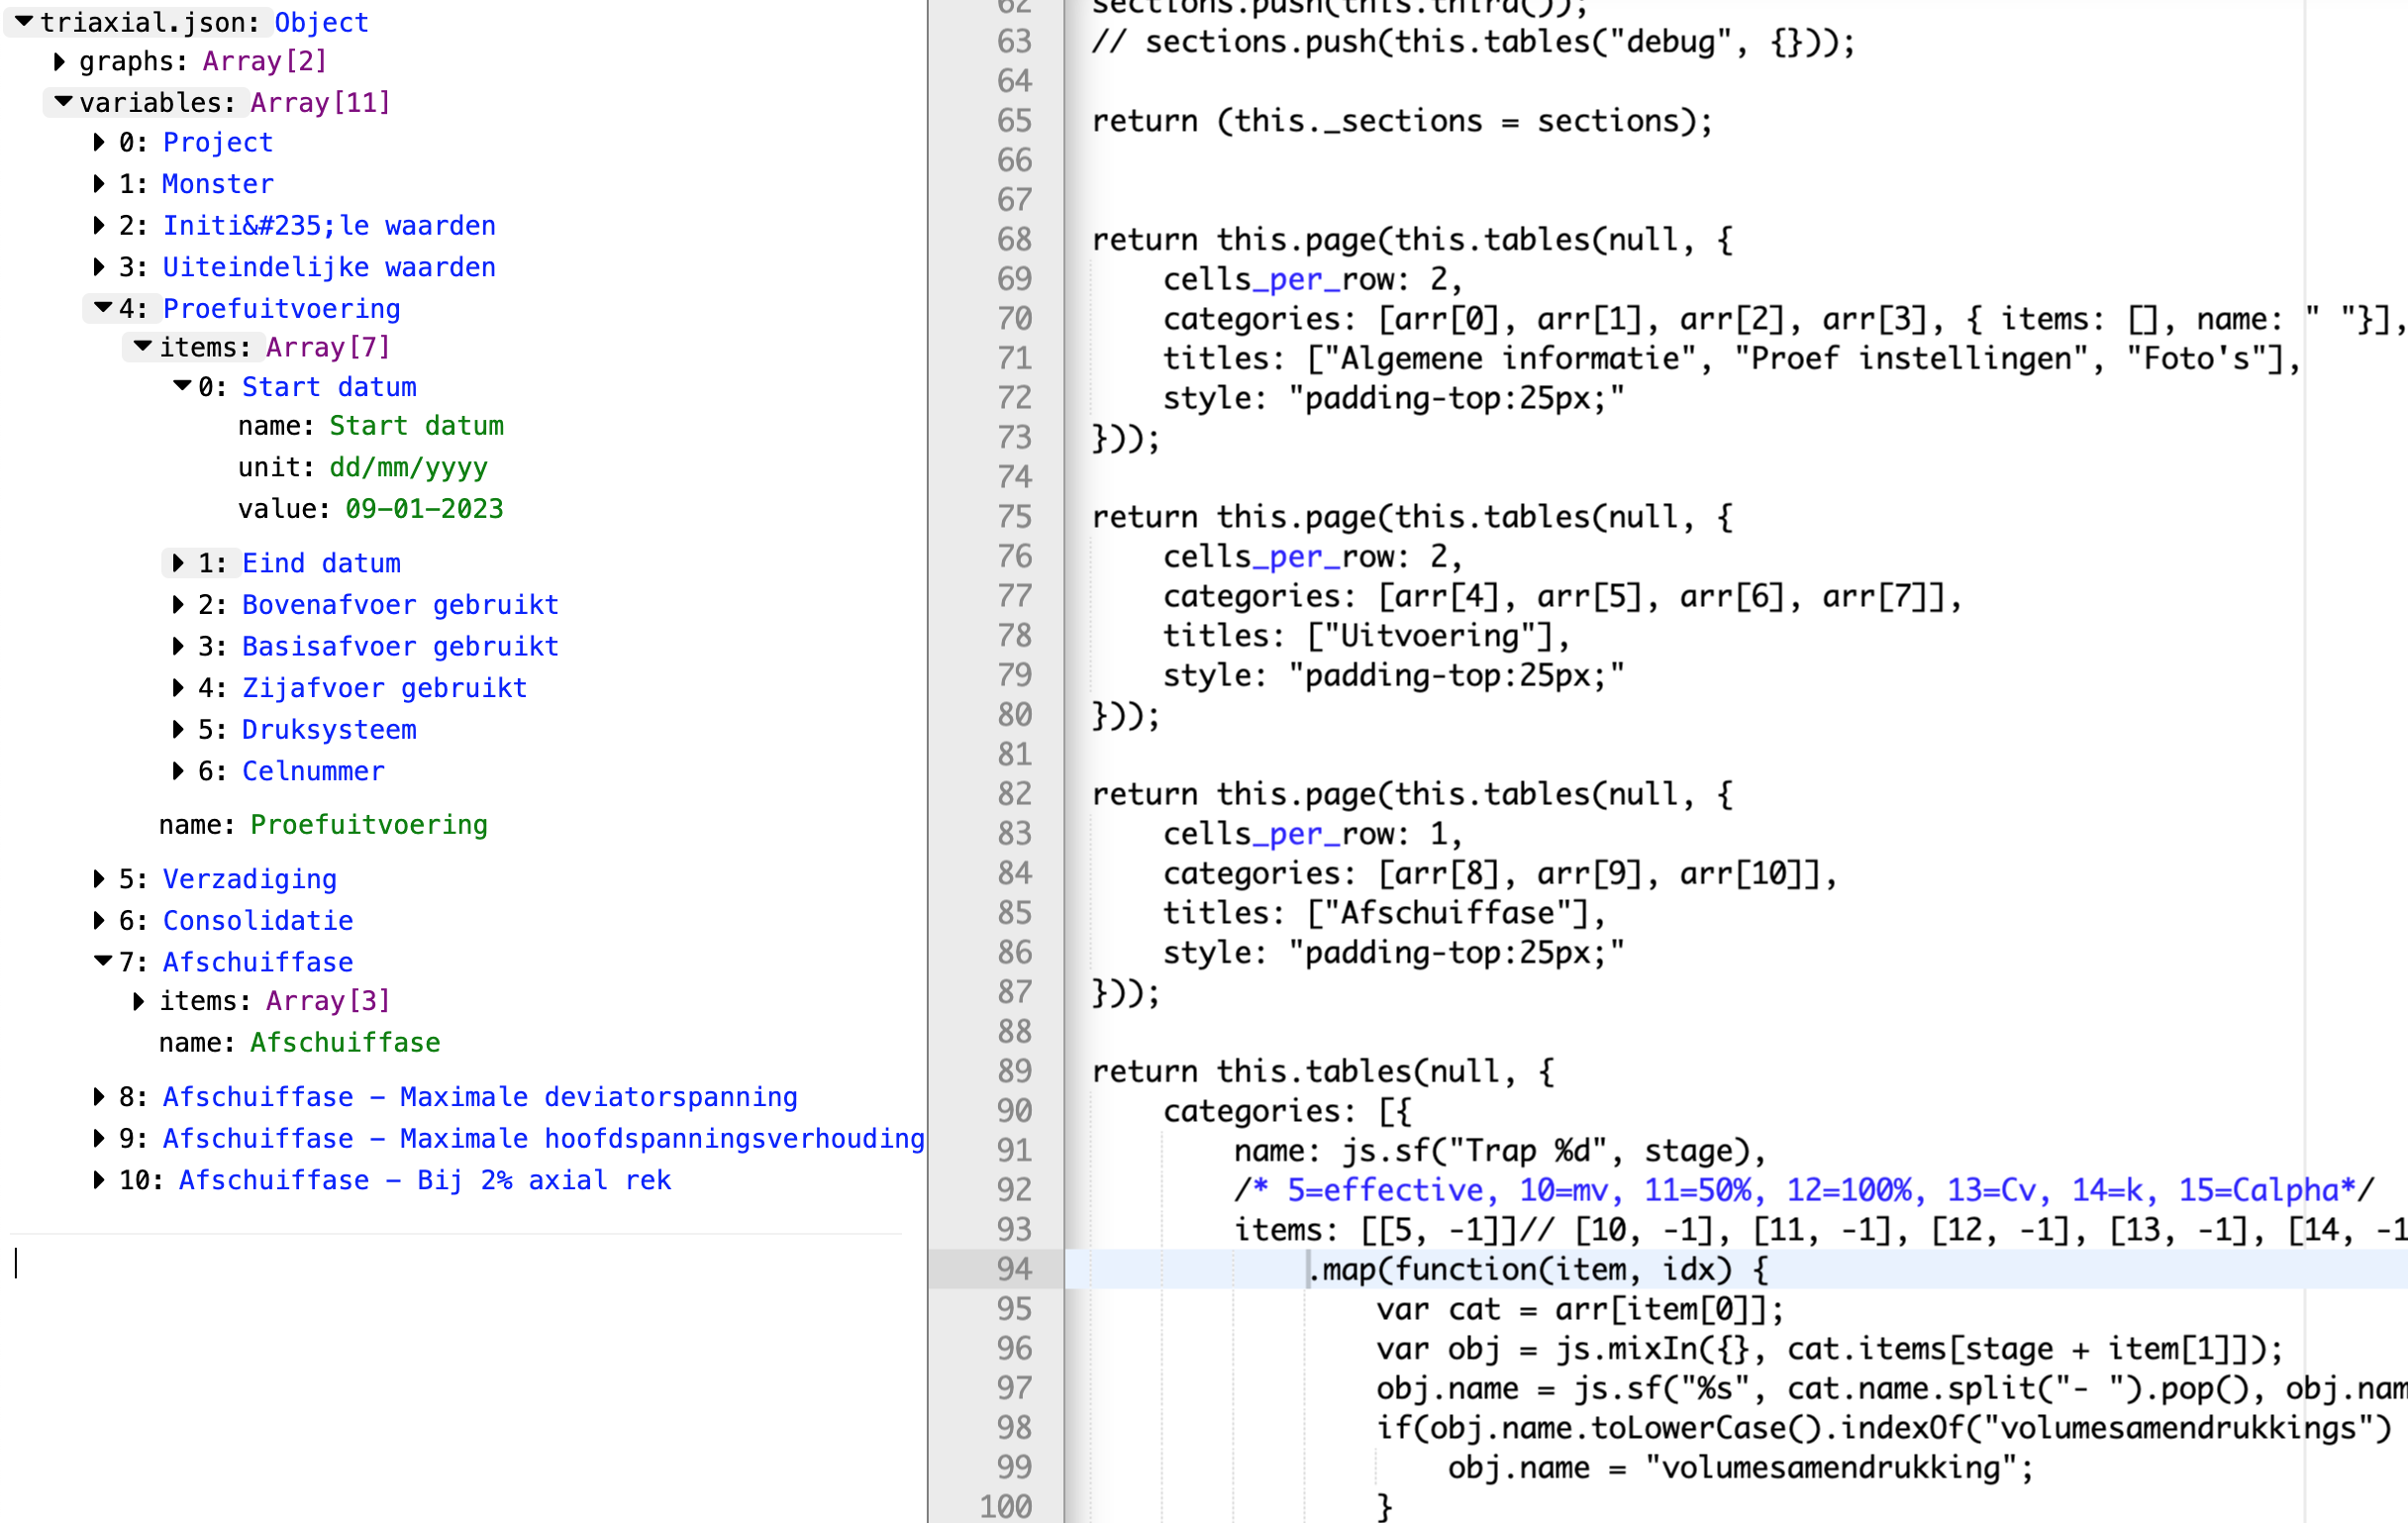 triaxial.json: Object
graphs: Array[2]
variables: Array[11]
0: Project
1: Monster
2: Initi&#235;le waarden
3: Uiteindelijke waarden
4: Proefuitvoering
items: Array[7]
0: Start datum
name: Start datum
unit: dd/mm/yyyy
value: 09-01-2023
1: Eind datum
2: Bovenafvoer gebruikt
3: Basisafvoer gebruikt
4: Zijafvoer gebruikt
5: Druksysteem
6: Celnummer
name: Proefuitvoering
5: Verzadiging
6: Consolidatie
7: Afschuiffase
items: Array[3]
name: Afschuiffase
8: Afschuiffase - Maximale deviatorspanning
9: Afschuiffase - Maximale hoofdspanningsverhouding
10: Afschuiffase - Bij 2% axial rek
62 sections.push(this.third());
63 // sections.push(this.tables("debug", {}));
64
65 return (this._sections = sections);
66
67
68 return this.page(this.tables(null, {
69 cells_per_row: 2,
70 categories: [arr[0], arr[1], arr[2], arr[3], { items: [], name: " "}],
71 titles: ["Algemene informatie", "Proef instellingen", "Foto's"],
72 style: "padding-top:25px;"
73 }));
74
75 return this.page(this.tables(null, {
76 cells_per_row: 2,
77 categories: [arr[4], arr[5], arr[6], arr[7]],
78 titles: ["Uitvoering"],
79 style: "padding-top:25px;"
80 }));
81
82 return this.page(this.tables(null, {
83 cells_per_row: 1,
84 categories: [arr[8], arr[9], arr[10]],
85 titles: ["Afschuiffase"],
86 style: "padding-top:25px;"
87 }));
88
89 return this.tables(null, {
90 categories: [{
91 name: js.sf("Trap %d", stage),
92 /* 5=effective, 10=mv, 11=50%, 12=100%, 13=Cv, 14=k, 15=Calpha*/
93 items: [[5, -1]]// [10, -1], [11, -1], [12, -1], [13, -1], [14, -1
94 .map(function(item, idx) {
95 var cat = arr[item[0]];
96 var obj = js.mixIn({}, cat.items[stage + item[1]]);
97 obj.name = js.sf("%s", cat.name.split("- ").pop(), obj.nam
98 if(obj.name.toLowerCase().indexOf("volumesamendrukkings")
99 obj.name = "volumesamendrukking";
100 }